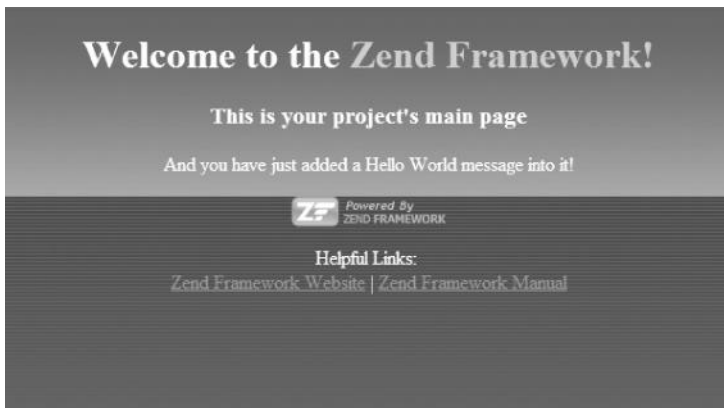 Welcome to the Zend Framework!
This is your project's main page
And you have just added a Hello World message into it!
ZF Powered By
ZEND FRAMEWORK
Helpful Links:
Zend Framework Website | Zend Framework Manual